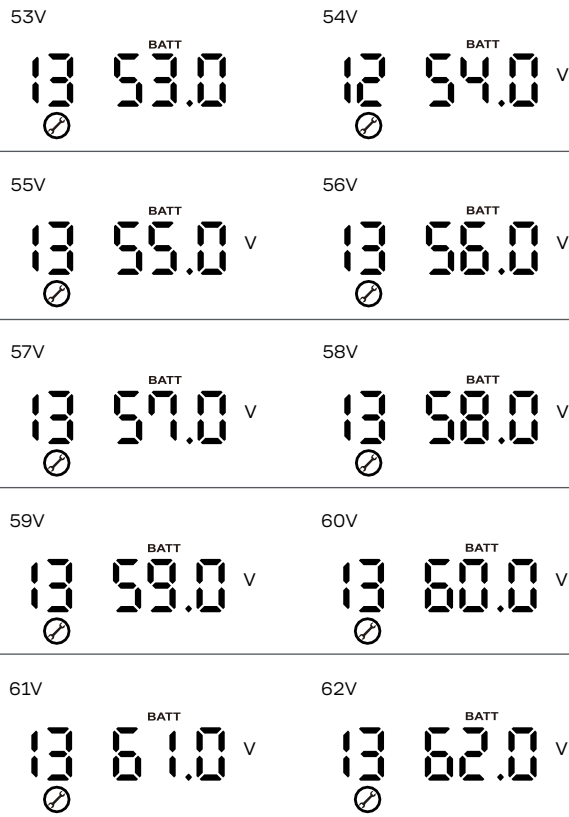 53V 54V
BATT BATT
13 53.0 12 54.0 V
55V 56V
BATT BATT
13 55.0 V 13 56.0 V
57V 58V
BATT BATT
13 57.0 V 13 58.0 V
59V 60V
BATT BATT
13 59.0 V 13 60.0 V
61V 62V
BATT BATT
13 61.0 V 13 62.0 V